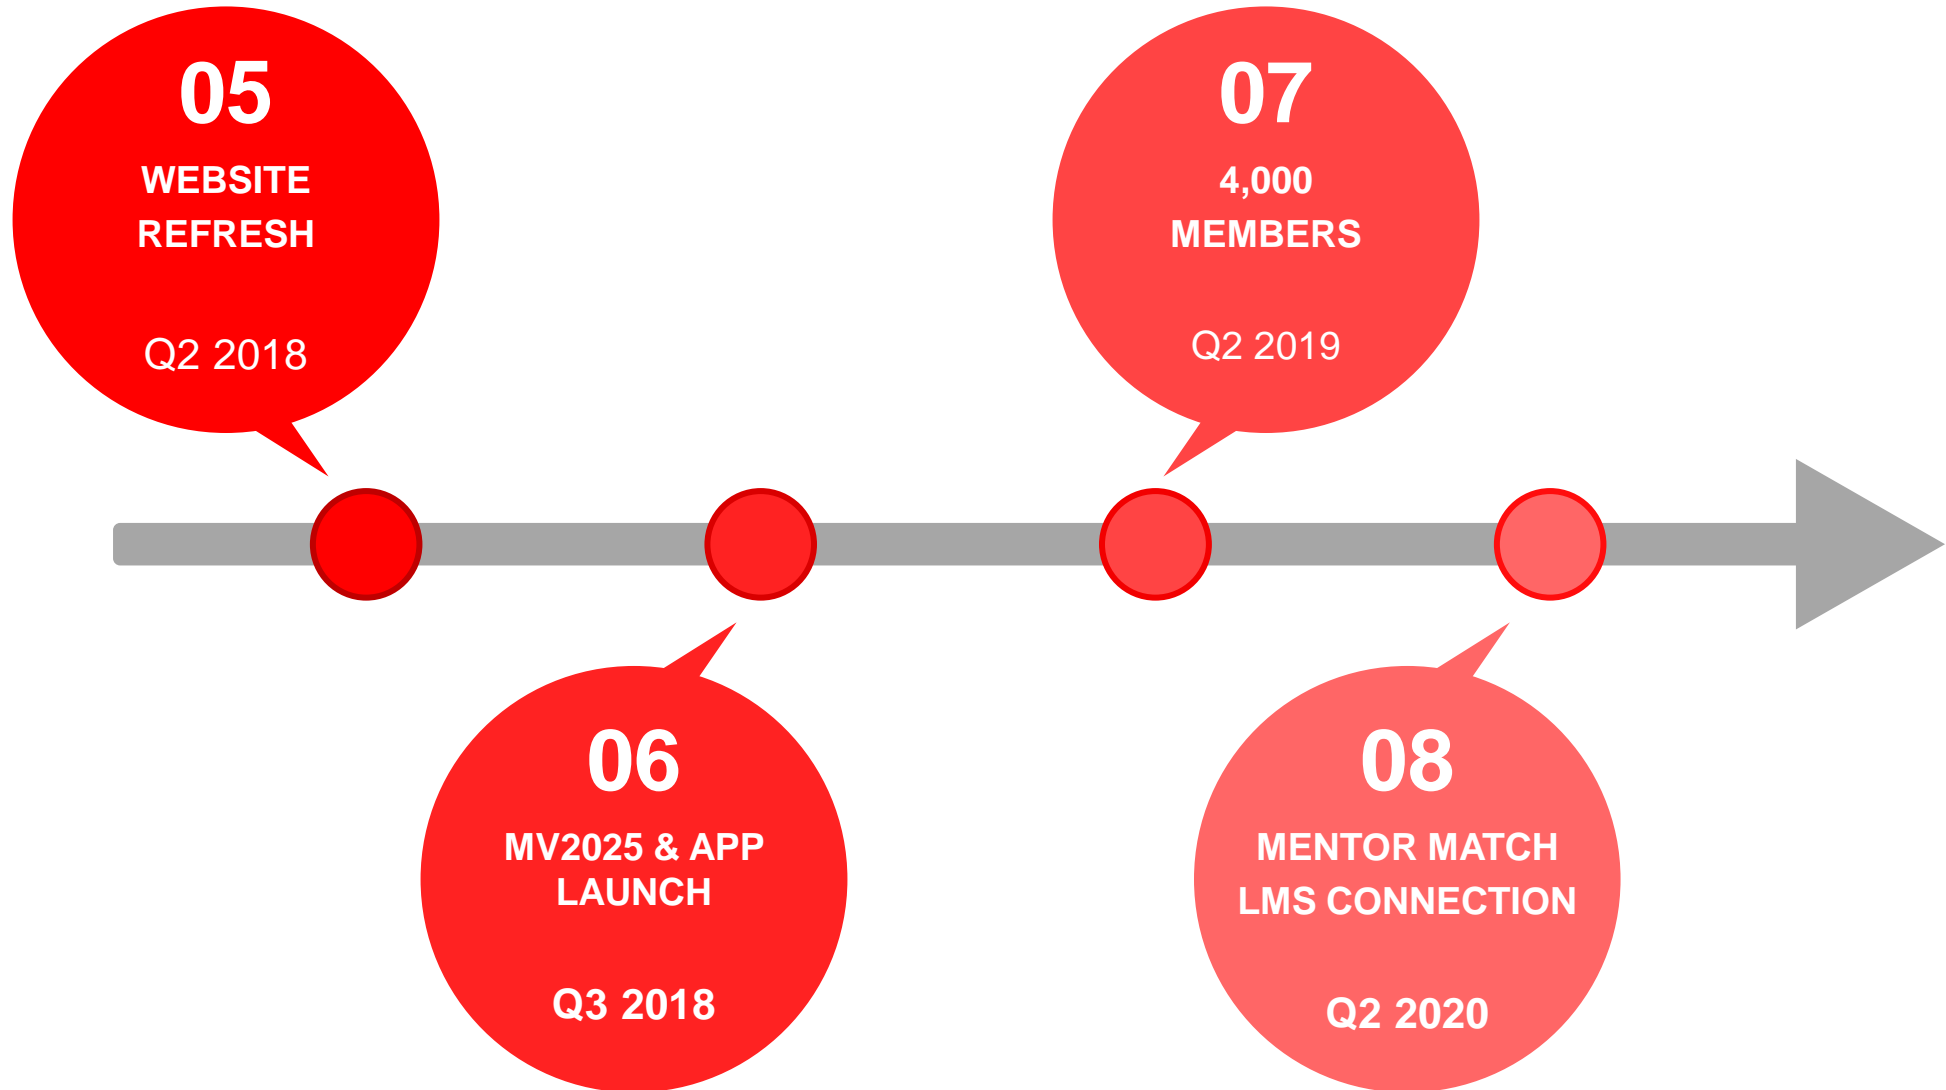 05
WEBSITE
REFRESH
Q2 2018
07
4,000
MEMBERS
Q2 2019
06
MV2025 & APP
LAUNCH
Q3 2018
08
MENTOR MATCH
LMS CONNECTION
Q2 2020